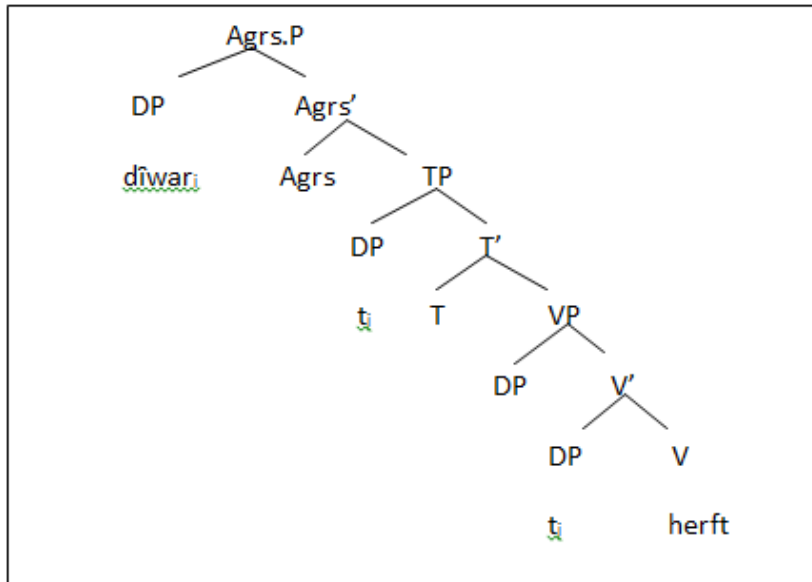 Agrs.P
DP Agrs’
dîwarᵢ Agrs TP
DP T’
tᵢ T VP
DP V’
DP V
tᵢ herft